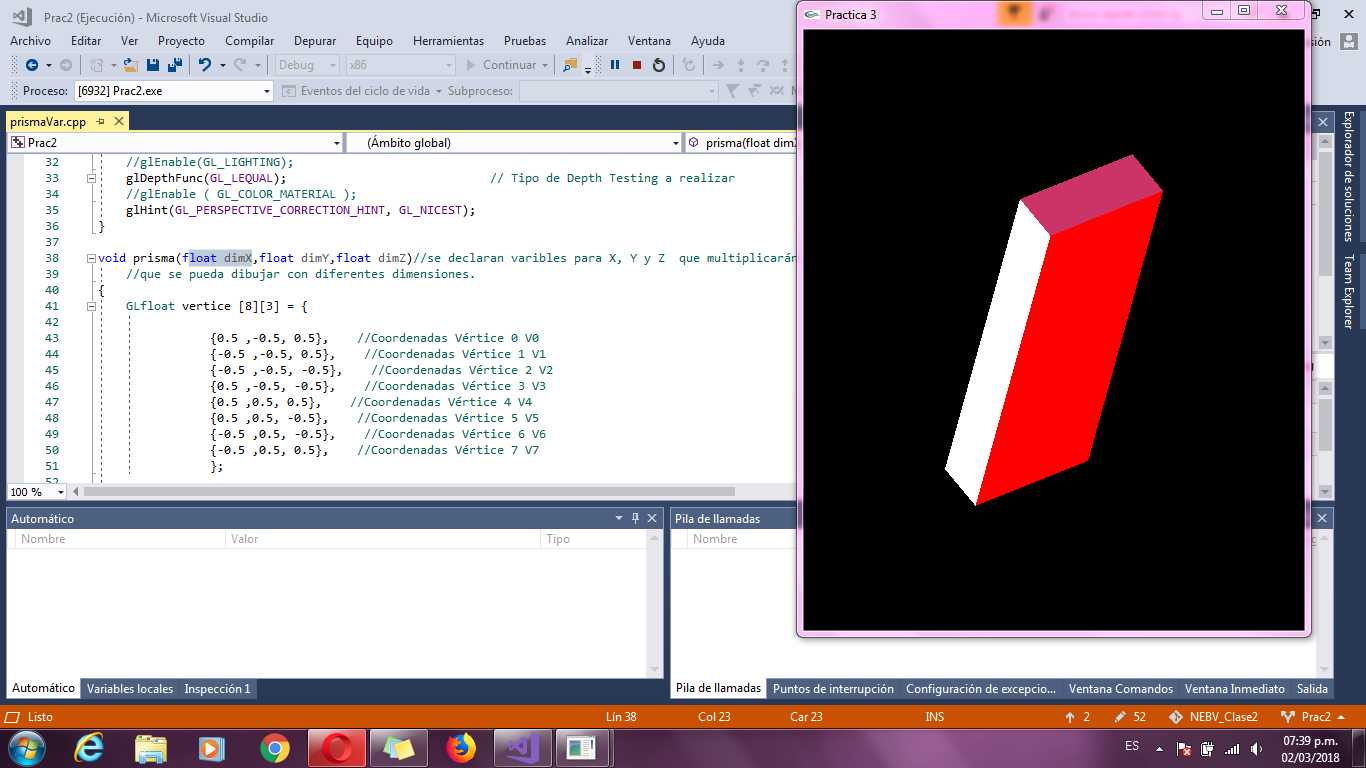 Prac2 (Ejecución) - Microsoft Visual Studio
Archivo Editar Ver Proyecto Compilar Depurar Equipo Herramientas Pruebas Analizar Ventana Ayuda
Debug x86 Continuar
Proceso: [6932] Prac2.exe Eventos del ciclo de vida Subproceso:
prismaVar.cpp
Prac2 (Ámbito global) prisma(float dimX
32 //glEnable(GL_LIGHTING);
33 glDepthFunc(GL_LEQUAL); // Tipo de Depth Testing a realizar
34 //glEnable ( GL_COLOR_MATERIAL );
35 glHint(GL_PERSPECTIVE_CORRECTION_HINT, GL_NICEST);
36 }
37
38 void prisma(float dimX,float dimY,float dimZ)//se declaran varibles para X, Y y Z que multiplicarán
39 //que se pueda dibujar con diferentes dimensiones.
40 {
41 GLfloat vertice [8][3] = {
42
43 {0.5 ,-0.5, 0.5}, //Coordenadas Vértice 0 V0
44 {-0.5 ,-0.5, 0.5}, //Coordenadas Vértice 1 V1
45 {-0.5 ,-0.5, -0.5}, //Coordenadas Vértice 2 V2
46 {0.5 ,-0.5, -0.5}, //Coordenadas Vértice 3 V3
47 {0.5 ,0.5, 0.5}, //Coordenadas Vértice 4 V4
48 {0.5 ,0.5, -0.5}, //Coordenadas Vértice 5 V5
49 {-0.5 ,0.5, -0.5}, //Coordenadas Vértice 6 V6
50 {-0.5 ,0.5, 0.5}, //Coordenadas Vértice 7 V7
51 };
52
100 %
Automático
Nombre Valor Tipo
Automático Variables locales Inspección 1
Pila de llamadas
Nombre
Pila de llamadas Puntos de interrupción Configuración de excepcio... Ventana Comandos Ventana Inmediato Salida
Practica 3
sión
Explorador de soluciones
Team Explorer
Listo Lín 38 Col 23 Car 23 INS 2 52 NEBV_Clase2 Prac2
ES 07:39 p.m.
02/03/2018